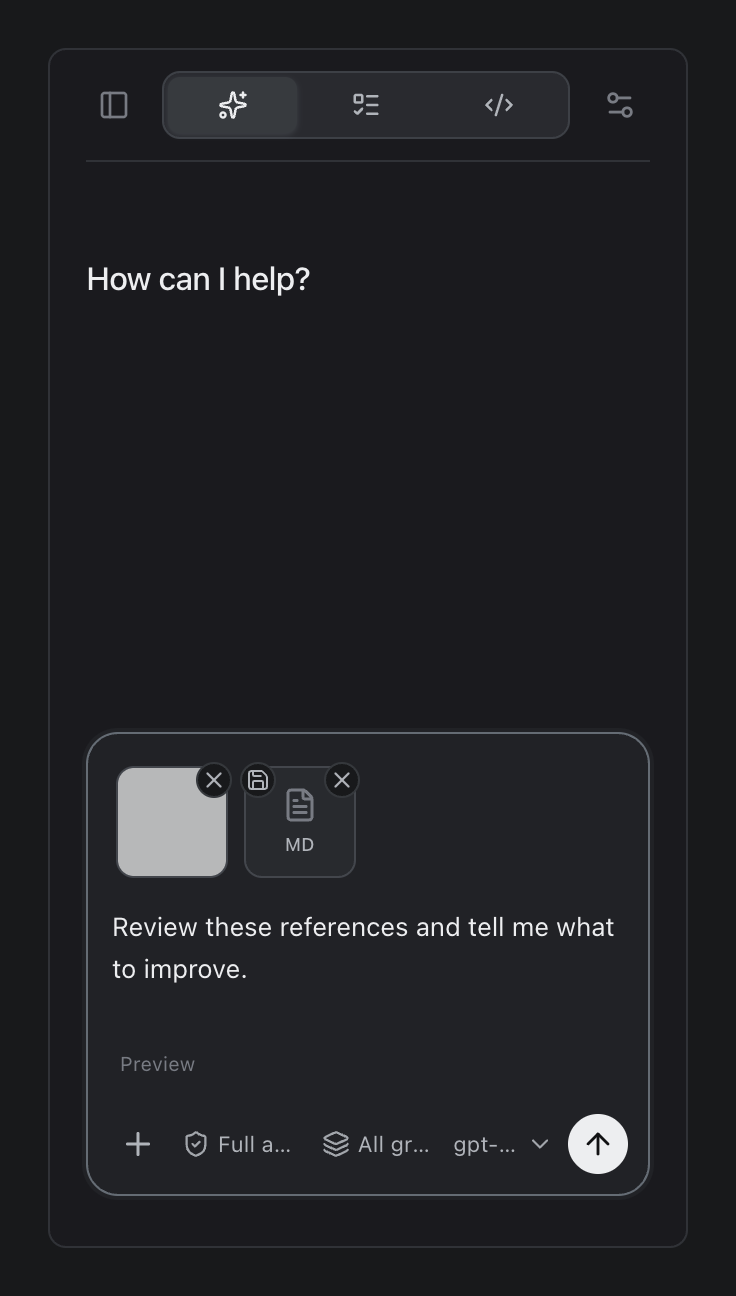 How can I help?
MD
Review these references and tell me what
to improve.
Preview
Full a... All gr... gpt-...